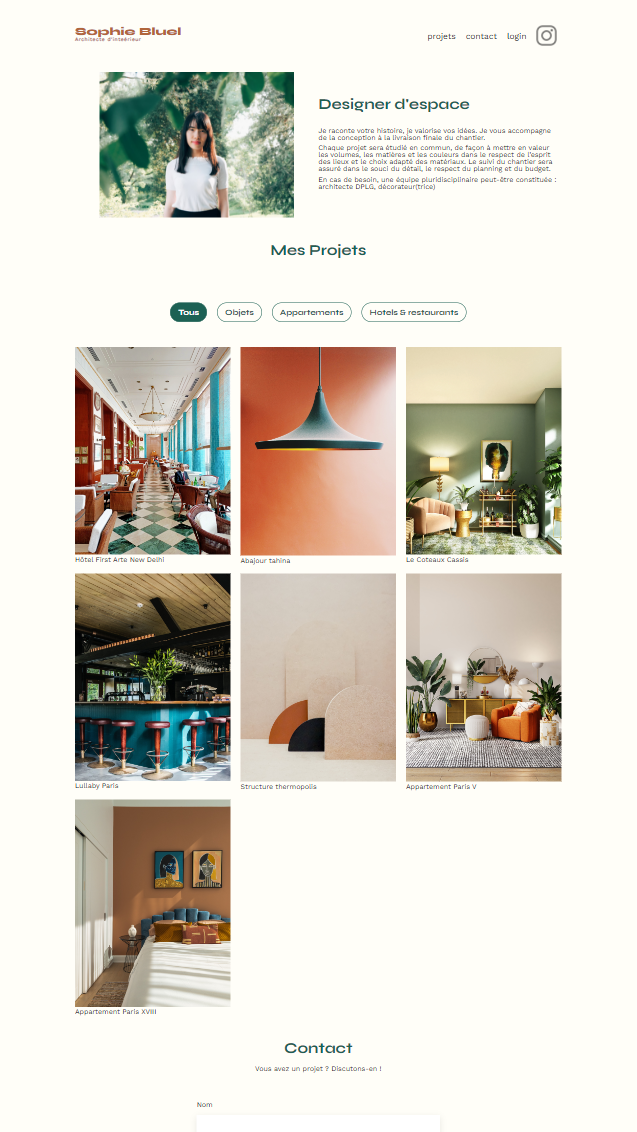 Sophie Bluel
Architecte d'intéérieur
projets contact login
Designer d'espace
Je raconte votre histoire, je valorise vos idées. Je vous accompagne
de la conception à la livraison finale du chantier.
Chaque projet sera étudié en commun, de façon à mettre en valeur
les volumes, les matières et les couleurs dans le respect de l'esprit
des lieux et le choix adapté des matériaux. Le suivi du chantier sera
assuré dans le souci du détail, le respect du planning et du budget.
En cas de besoin, une équipe pluridisciplinaire peut-être constituée :
architecte DPLG, décorateur(trice)
Mes Projets
Tous Objets Appartements Hotels & restaurants
Hôtel First Arte New Delhi
Abajour tahina
Le Coteaux Cassis
Lullaby Paris
Structure thermopolis
Appartement Paris V
Appartement Paris XVIII
Contact
Vous avez un projet ? Discutons-en !
Nom